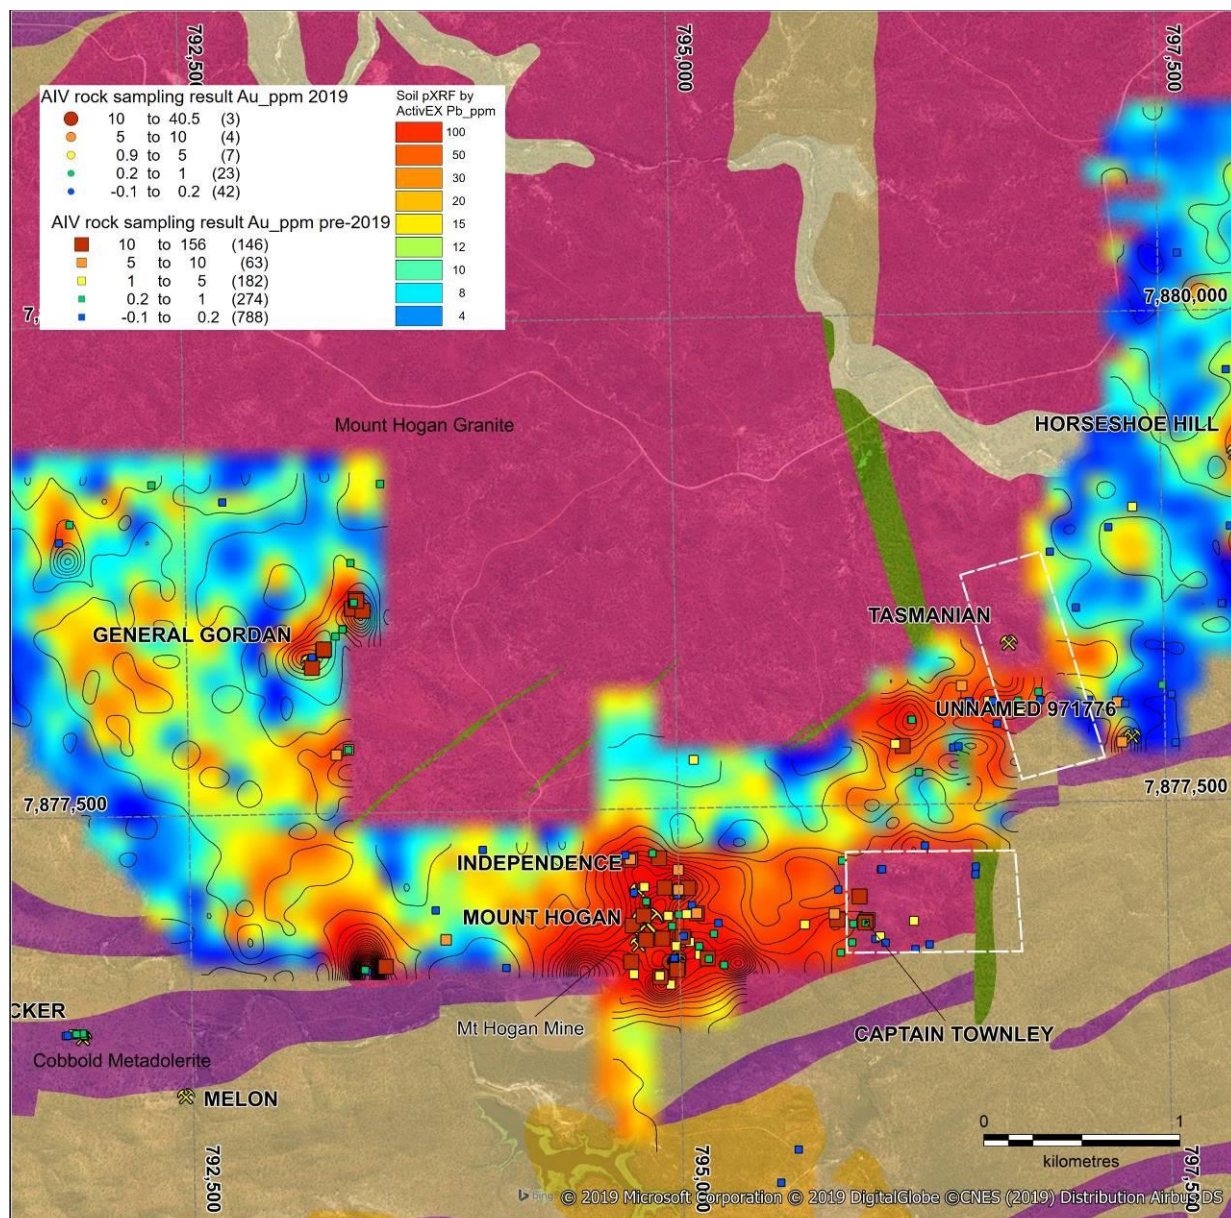 792,500
795,000
797,500
AIV rock sampling result Au_ppm 2019
10 to 40.5 (3)
5 to 10 (4)
0.9 to 5 (7)
0.2 to 1 (23)
-0.1 to 0.2 (42)
AIV rock sampling result Au_ppm pre-2019
10 to 156 (146)
5 to 10 (63)
1 to 5 (182)
0.2 to 1 (274)
-0.1 to 0.2 (788)
Soil pXRF by
ActivEX Pb_ppm
100
50
30
20
15
12
10
8
4
7,880,000
Mount Hogan Granite
HORSESHOE HILL
TASMANIAN
GENERAL GORDAN
UNNAMED 971776
7,877,500
7,877,500
INDEPENDENCE
MOUNT HOGAN
CKER
Mt Hogan Mine
CAPTAIN TOWNLEY
Cobbold Metadolerite
MELON
0 1
kilometres
792,500
795,000
797,500
bing © 2019 Microsoft Corporation © 2019 DigitalGlobe ©CNES (2019) Distribution Airbus DS